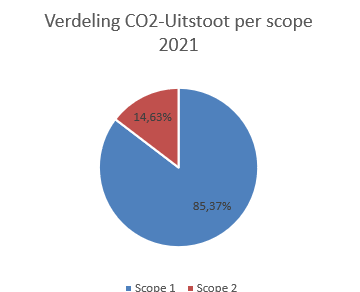 Verdeling CO2-Uitstoot per scope
2021
14,63%
85,37%
Scope 1
Scope 2